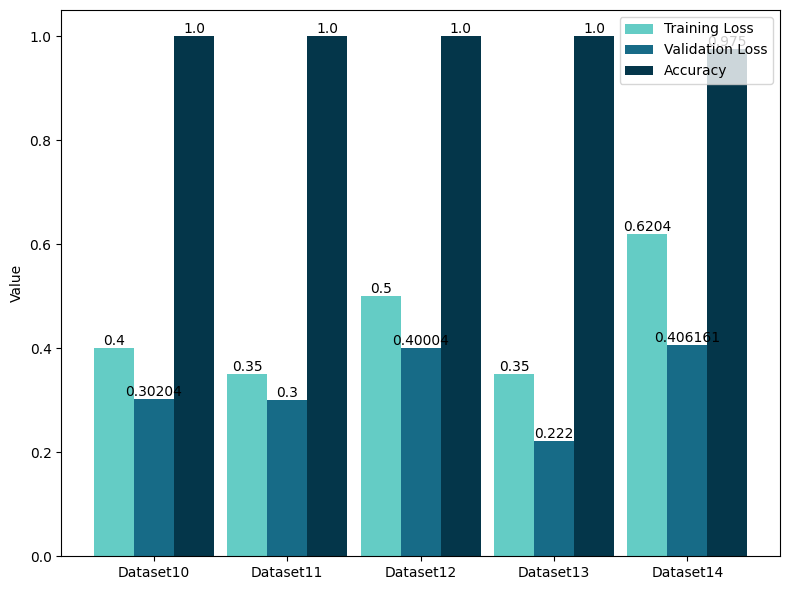 1.0
1.0
1.0
1.0
0.975
Training Loss
Validation Loss
Accuracy
1.0
0.8
0.6
0.4
0.2
0.0
Value
0.4
0.30204
0.35
0.3
0.5
0.40004
0.35
0.222
0.6204
0.406161
Dataset10
Dataset11
Dataset12
Dataset13
Dataset14